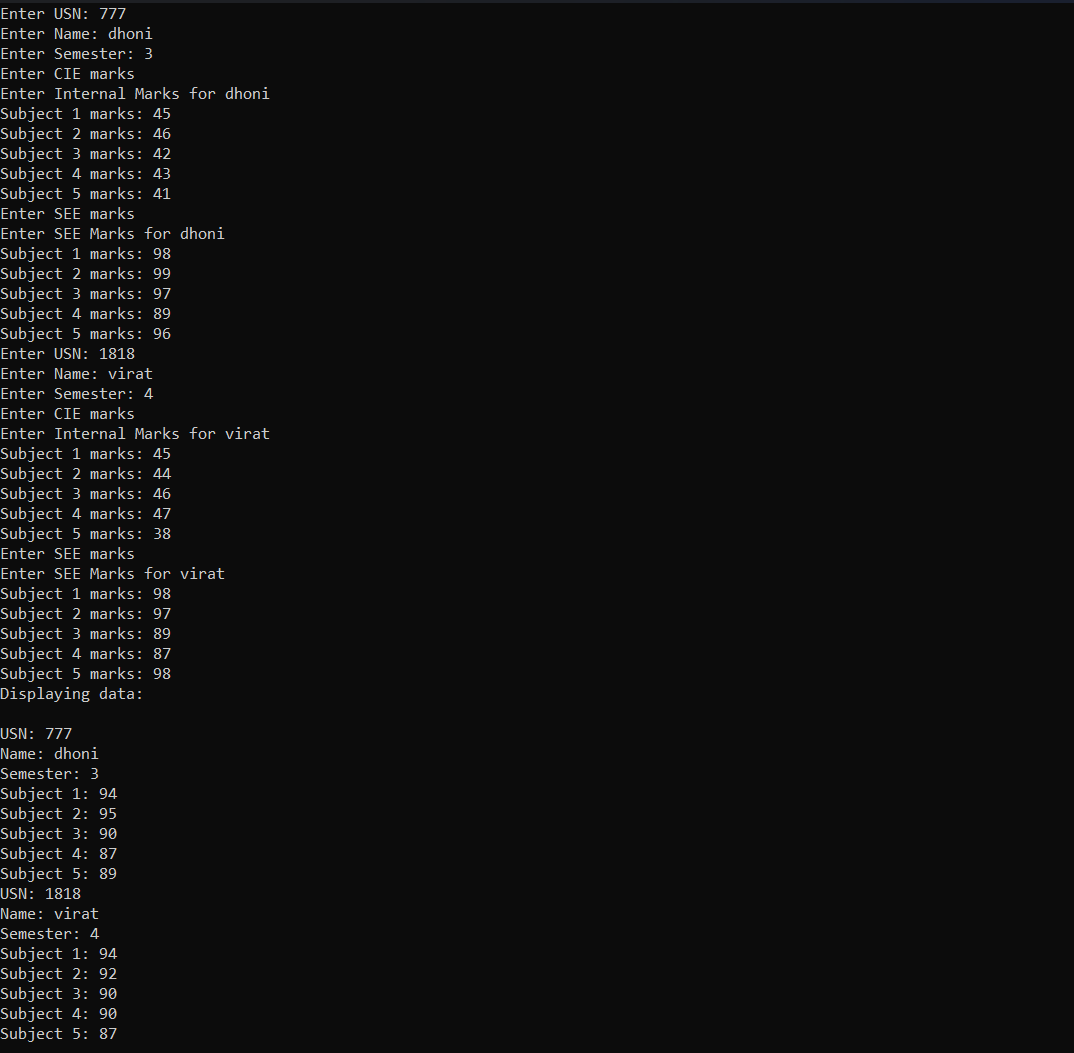 Enter USN: 777
Enter Name: dhoni
Enter Semester: 3
Enter CIE marks
Enter Internal Marks for dhoni
Subject 1 marks: 45
Subject 2 marks: 46
Subject 3 marks: 42
Subject 4 marks: 43
Subject 5 marks: 41
Enter SEE marks
Enter SEE Marks for dhoni
Subject 1 marks: 98
Subject 2 marks: 99
Subject 3 marks: 97
Subject 4 marks: 89
Subject 5 marks: 96
Enter USN: 1818
Enter Name: virat
Enter Semester: 4
Enter CIE marks
Enter Internal Marks for virat
Subject 1 marks: 45
Subject 2 marks: 44
Subject 3 marks: 46
Subject 4 marks: 47
Subject 5 marks: 38
Enter SEE marks
Enter SEE Marks for virat
Subject 1 marks: 98
Subject 2 marks: 97
Subject 3 marks: 89
Subject 4 marks: 87
Subject 5 marks: 98
Displaying data:

USN: 777
Name: dhoni
Semester: 3
Subject 1: 94
Subject 2: 95
Subject 3: 90
Subject 4: 87
Subject 5: 89
USN: 1818
Name: virat
Semester: 4
Subject 1: 94
Subject 2: 92
Subject 3: 90
Subject 4: 90
Subject 5: 87